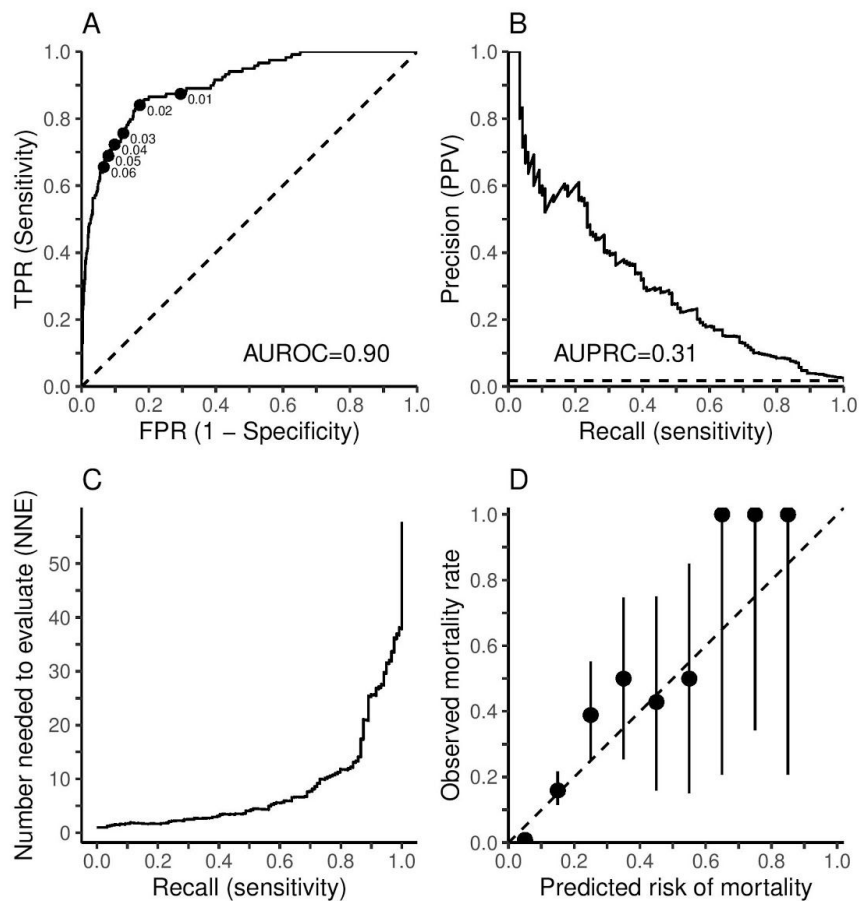 A
1.0
0.8
0.6
0.4
0.2
0.0
TPR (Sensitivity)
0.01
0.02
0.03
0.04
0.05
0.06
AUROC=0.90
0.0 0.2 0.4 0.6 0.8 1.0
FPR (1 − Specificity)
B
1.0
0.8
0.6
0.4
0.2
0.0
Precision (PPV)
AUPRC=0.31
0.0 0.2 0.4 0.6 0.8 1.0
Recall (sensitivity)
C
50
40
30
20
10
0
Number needed to evaluate (NNE)
0.0 0.2 0.4 0.6 0.8 1.0
Recall (sensitivity)
D
1.0
0.8
0.6
0.4
0.2
0.0
Observed mortality rate
0.0 0.2 0.4 0.6 0.8 1.0
Predicted risk of mortality